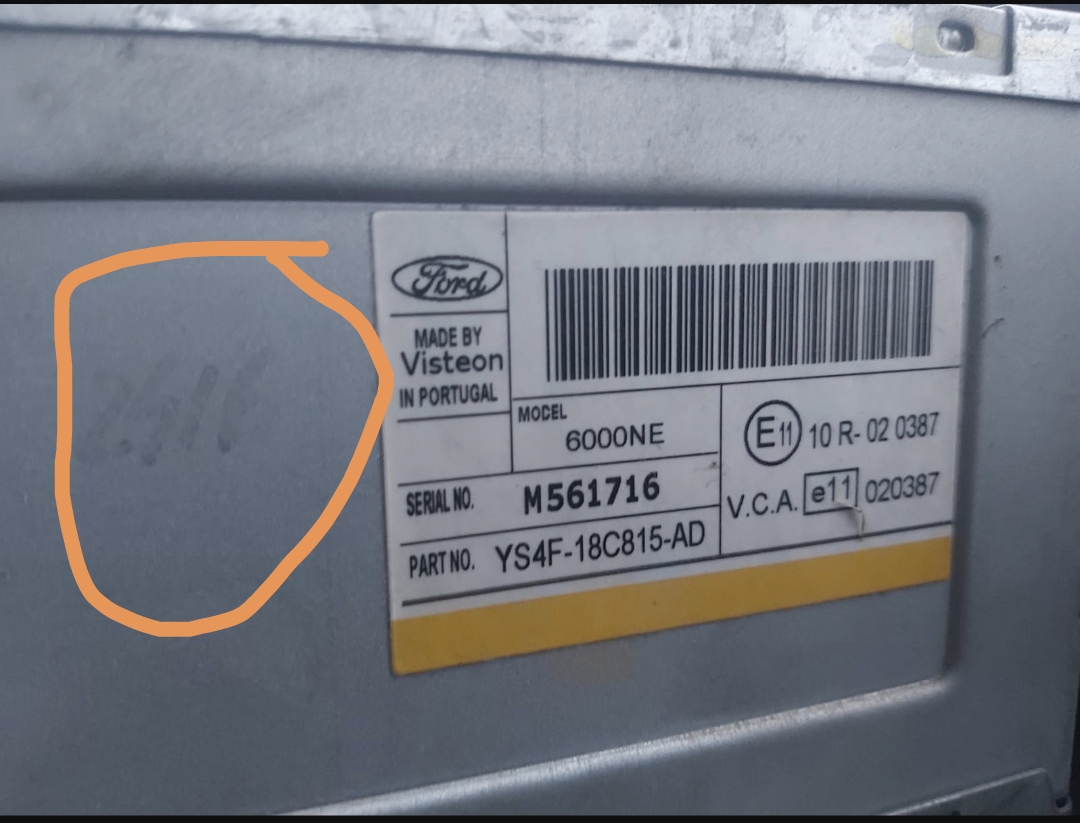 Ford
MADE BY
Visteon
IN PORTUGAL
MODEL
6000NE
SERIAL NO. M561716
PART NO. YS4F-18C815-AD
E11 10 R- 02 0387
V.C.A. e11 020387